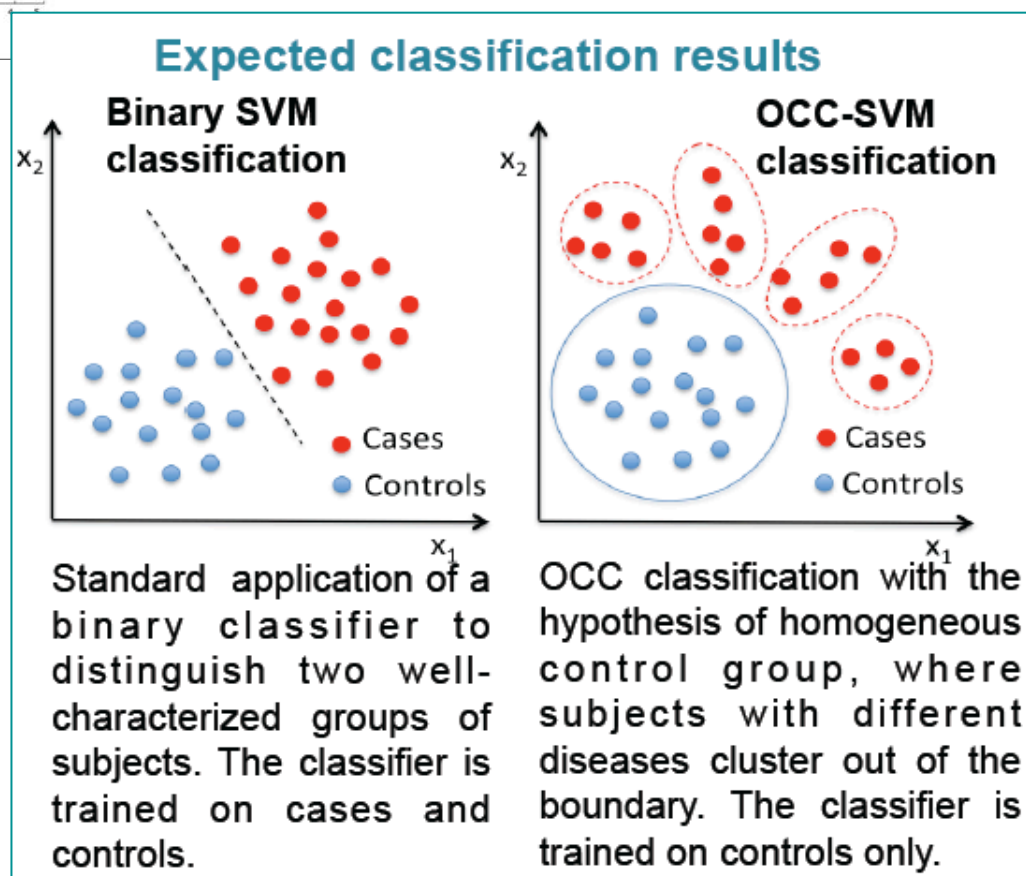 Expected classification results
Binary SVM
classification
x2
Cases
Controls
x1
Standard application of a
binary classifier to
distinguish two well-
characterized groups of
subjects. The classifier is
trained on cases and
controls.
OCC-SVM
classification
x2
Cases
Controls
x1
OCC classification with the
hypothesis of homogeneous
control group, where
subjects with different
diseases cluster out of the
boundary. The classifier is
trained on controls only.